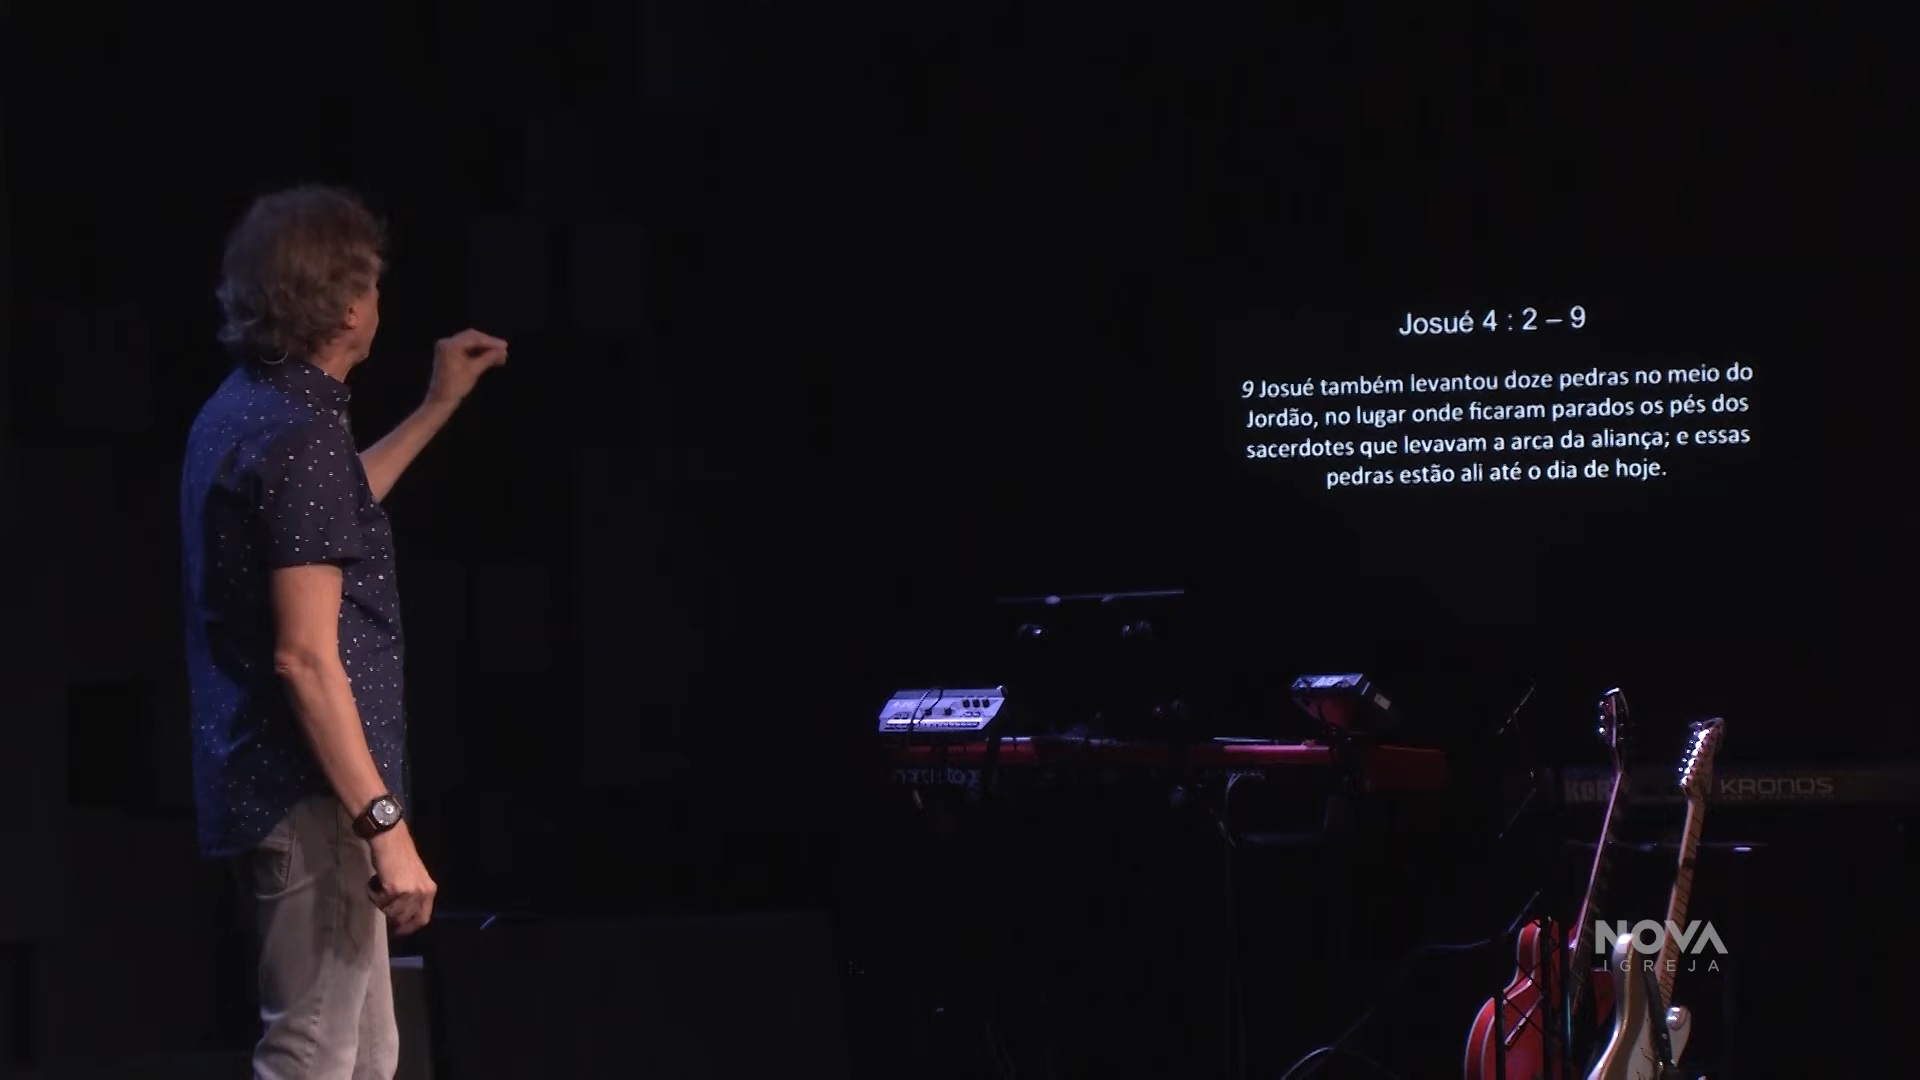 Josué 4 : 2 – 9
9 Josué também levantou doze pedras no meio do
Jordão, no lugar onde ficaram parados os pés dos
sacerdotes que levavam a arca da aliança; e essas
pedras estão ali até o dia de hoje.
KORG
KRONOS
NOVA
IGREJA